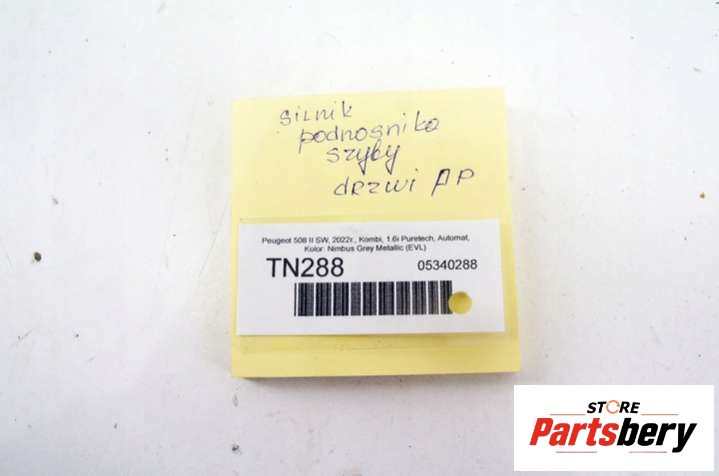 silnik
podnosnika
szyby
drzwi PP
Peugeot 508 II SW, 2022r., Kombi, 1.6i Puretech, Automat,
Kolor: Nimbus Grey Metallic (EVL)
TN288 05340288
STORE
Partsbery